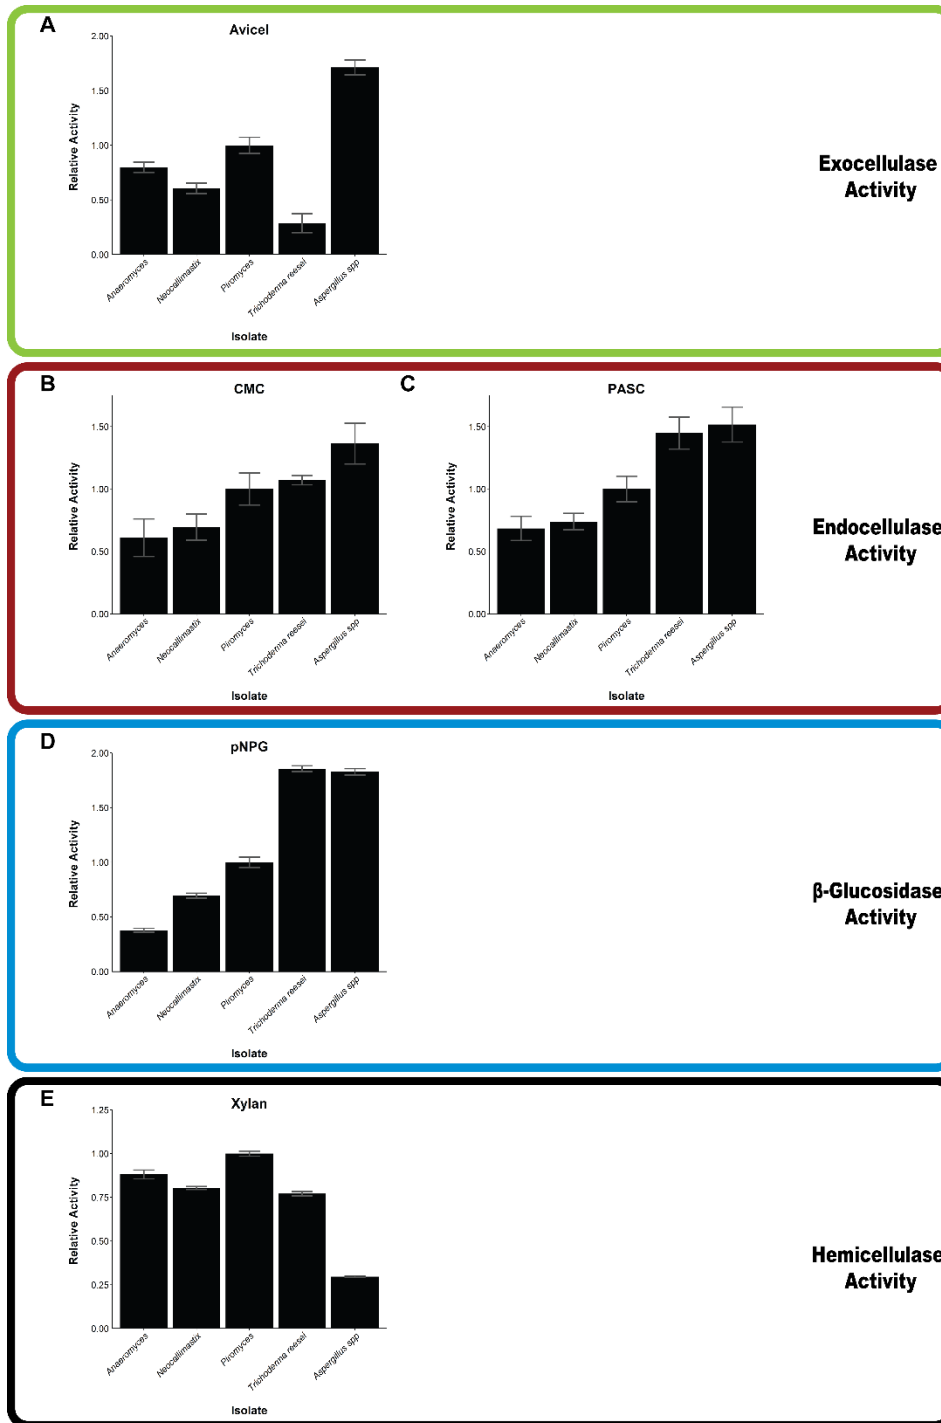 A
Avicel
2.00
1.50
1.00
0.50
0.00
Relative Activity
Anaeromyces
Neocallimastix
Piromyces
Trichoderma reesei
Aspergillus spp
Isolate
Exocellulase
Activity
B
CMC
1.50
1.00
0.50
0.00
Relative Activity
Anaeromyces
Neocallimastix
Piromyces
Trichoderma reesei
Aspergillus spp
Isolate
C
PASC
1.50
1.00
0.50
0.00
Relative Activity
Anaeromyces
Neocallimastix
Piromyces
Trichoderma reesei
Aspergillus spp
Isolate
Endocellulase
Activity
D
pNPG
2.00
1.50
1.00
0.50
0.00
Relative Activity
Anaeromyces
Neocallimastix
Piromyces
Trichoderma reesei
Aspergillus spp
Isolate
β-Glucosidase
Activity
E
Xylan
1.25
1.00
0.75
0.50
0.25
0.00
Relative Activity
Anaeromyces
Neocallimastix
Piromyces
Trichoderma reesei
Aspergillus spp
Isolate
Hemicellulase
Activity